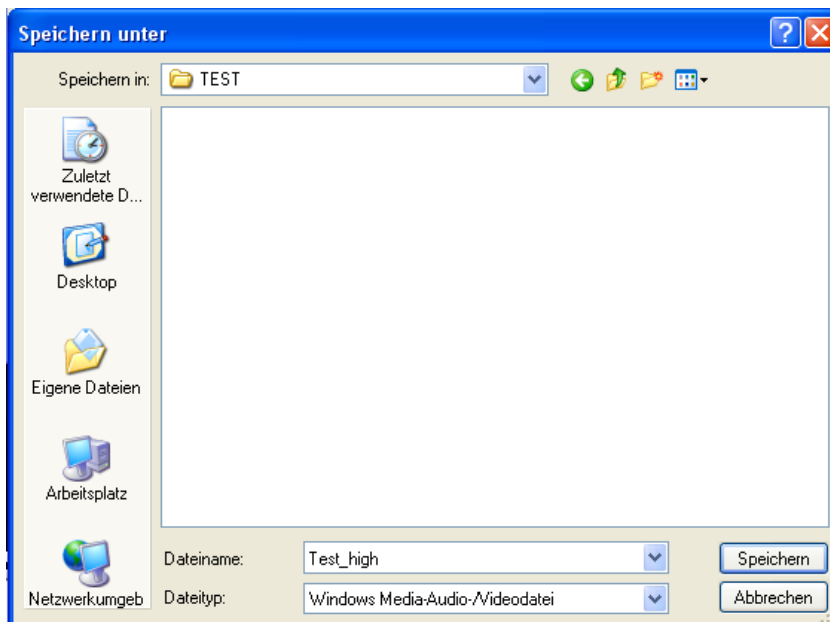 Speichern unter
Speichern in: TEST
Zuletzt
verwendete D...
Desktop
Eigene Dateien
Arbeitsplatz
Netzwerkumgeb
Dateiname: Test_high Speichern
Dateityp: Windows Media-Audio-/Videodatei Abbrechen